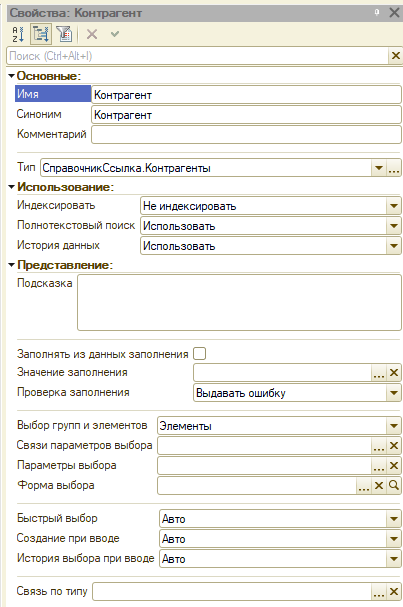 Свойства: Контрагент
Поиск (Ctrl+Alt+I)
Основные:
Имя Контрагент
Синоним Контрагент
Комментарий
Тип СправочникСсылка.Контрагенты
Использование:
Индексировать Не индексировать
Полнотекстовый поиск Использовать
История данных Использовать
Представление:
Подсказка
Заполнять из данных заполнения
Значение заполнения
Проверка заполнения Выдавать ошибку
Выбор групп и элементов Элементы
Связи параметров выбора
Параметры выбора
Форма выбора
Быстрый выбор Авто
Создание при вводе Авто
История выбора при вводе Авто
Связь по типу